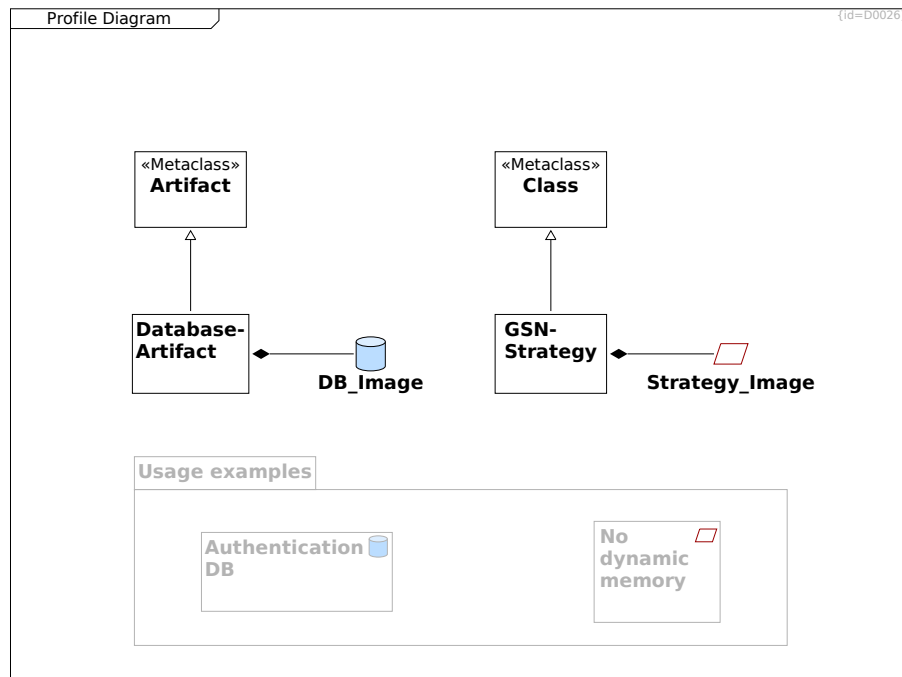 Profile Diagram
{id=D0026
«Metaclass»
Artifact
«Metaclass»
Class
Database-
Artifact
DB_Image
GSN-
Strategy
Strategy_Image
Usage examples
Authentication
DB
No
dynamic
memory